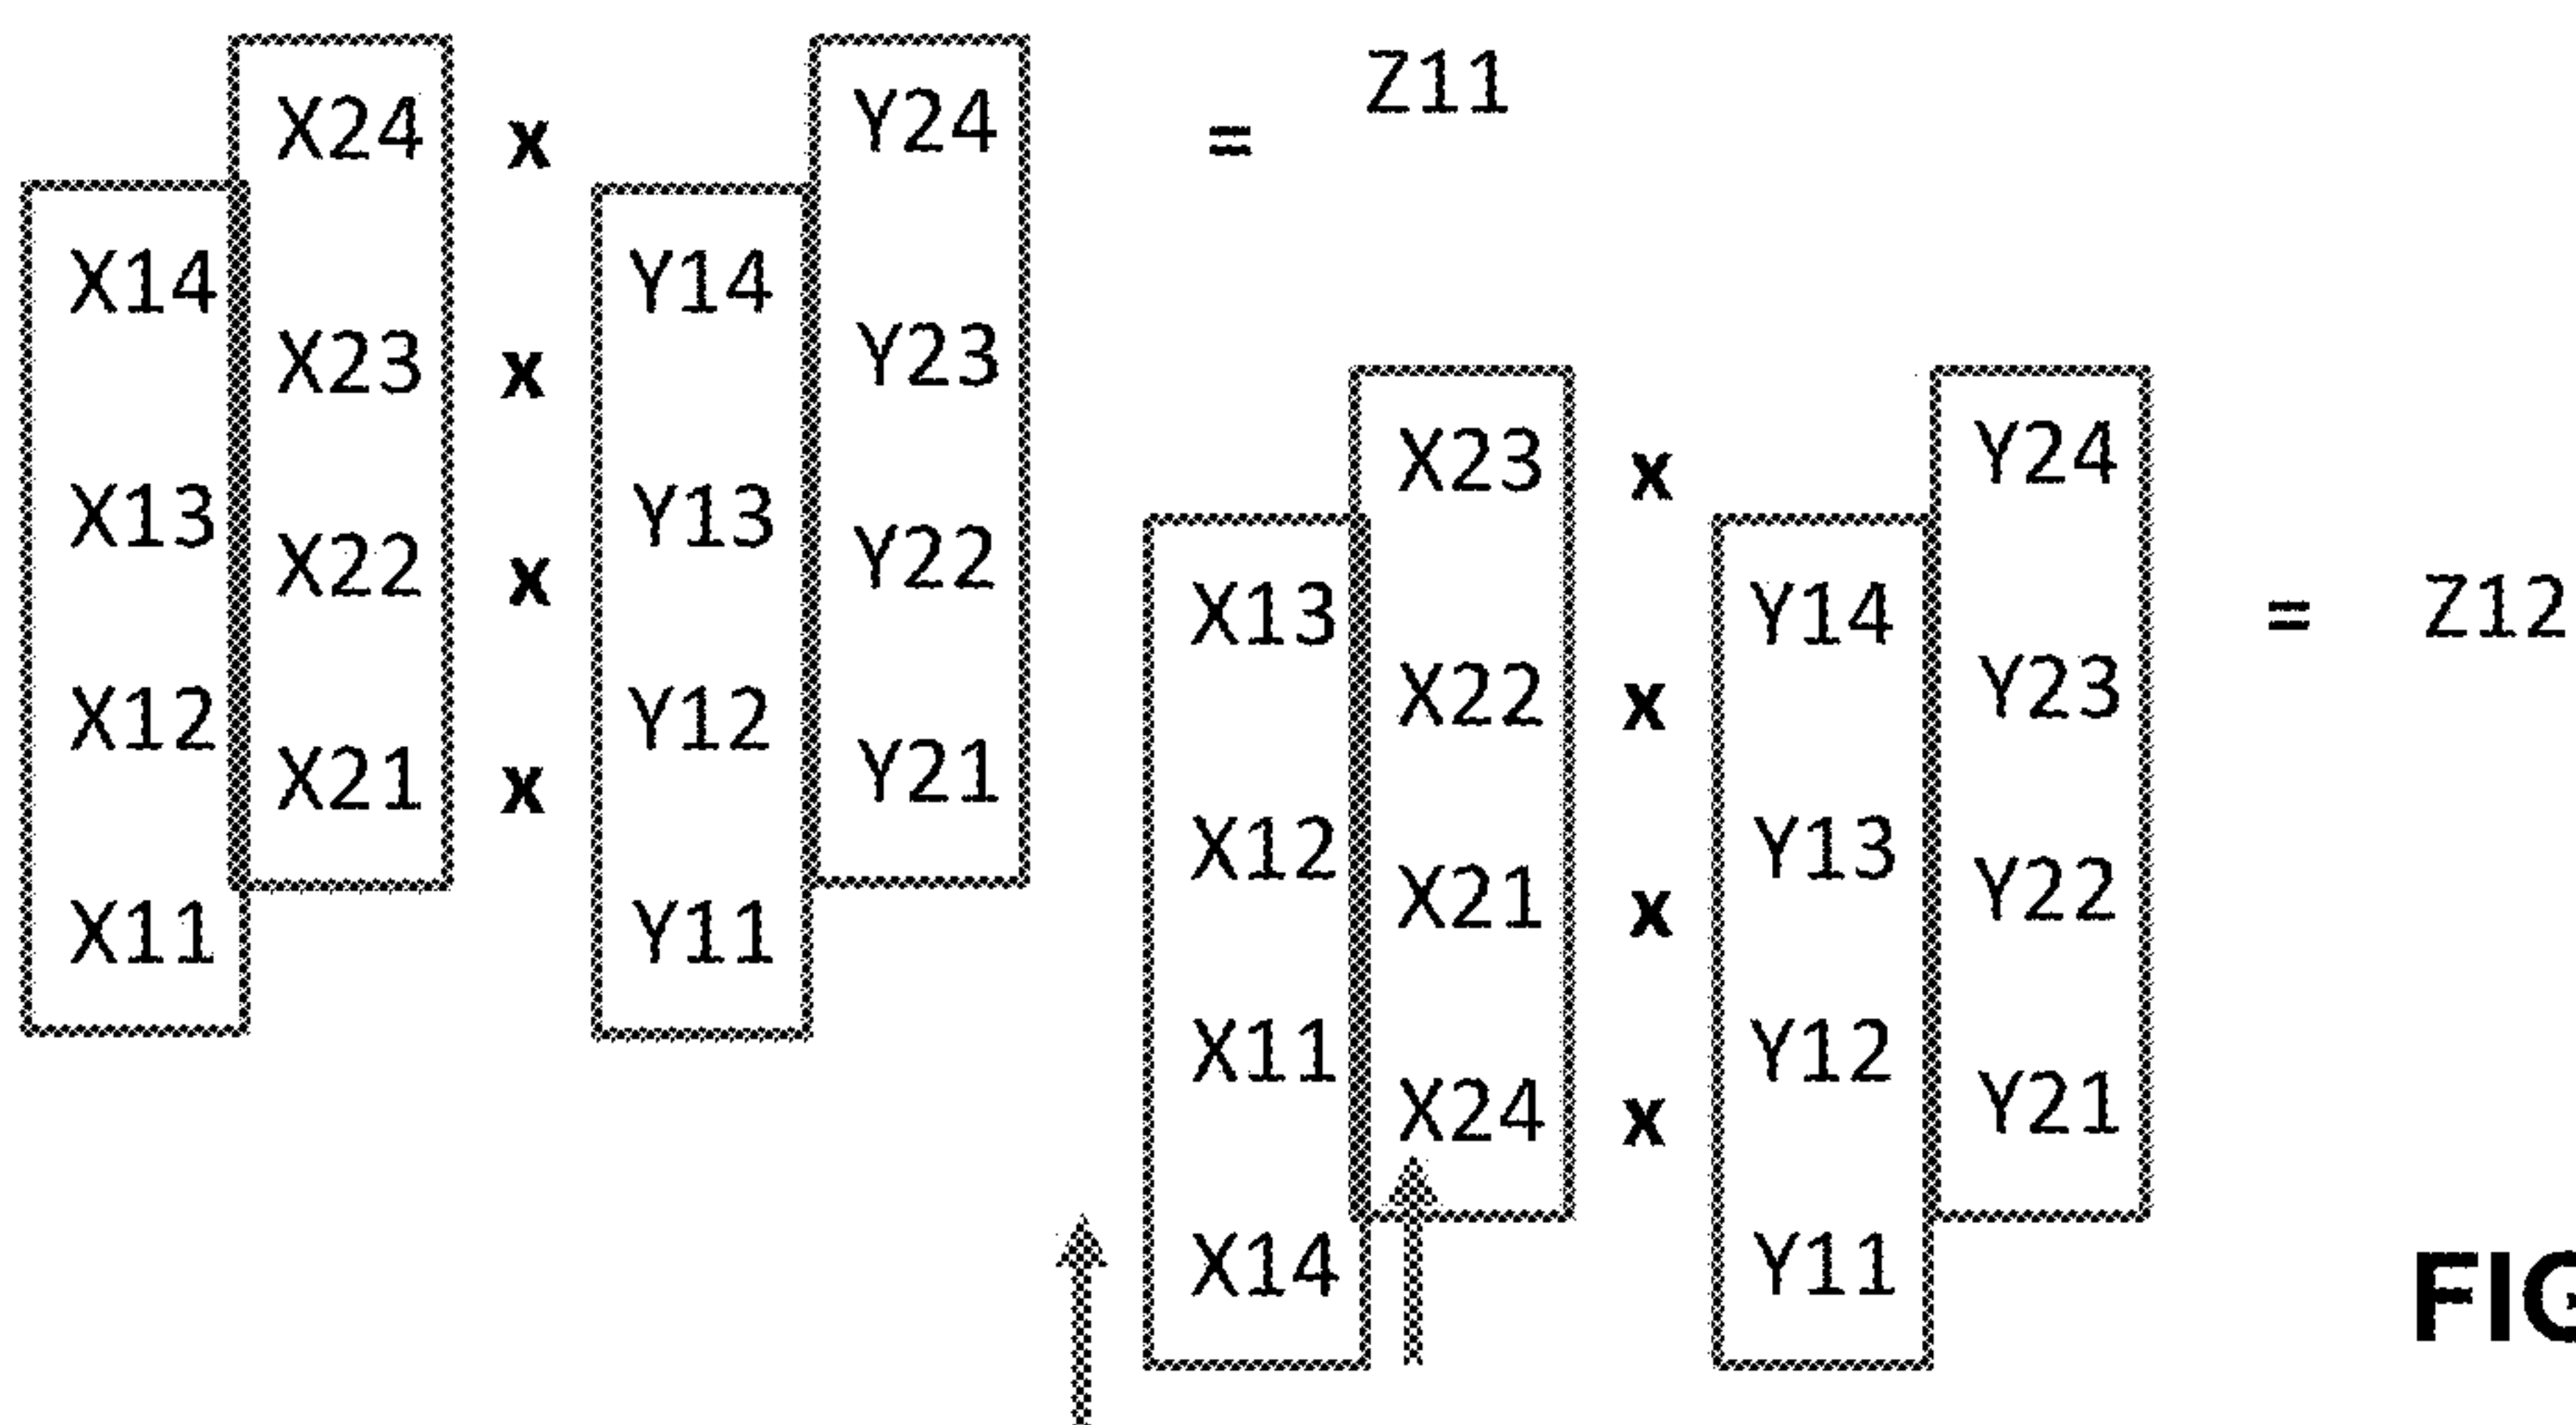 X24 x Y24 = Z11
X14 Y14
X23 x Y23
X13 Y13
X22 x Y22
X12 Y12
X21 x Y21
X11 Y11
X23 x Y24
X13 Y14 = Z12
X22 x Y23
X12 Y13
X21 x Y22
X11 Y12
X24 x Y21
X14 Y11